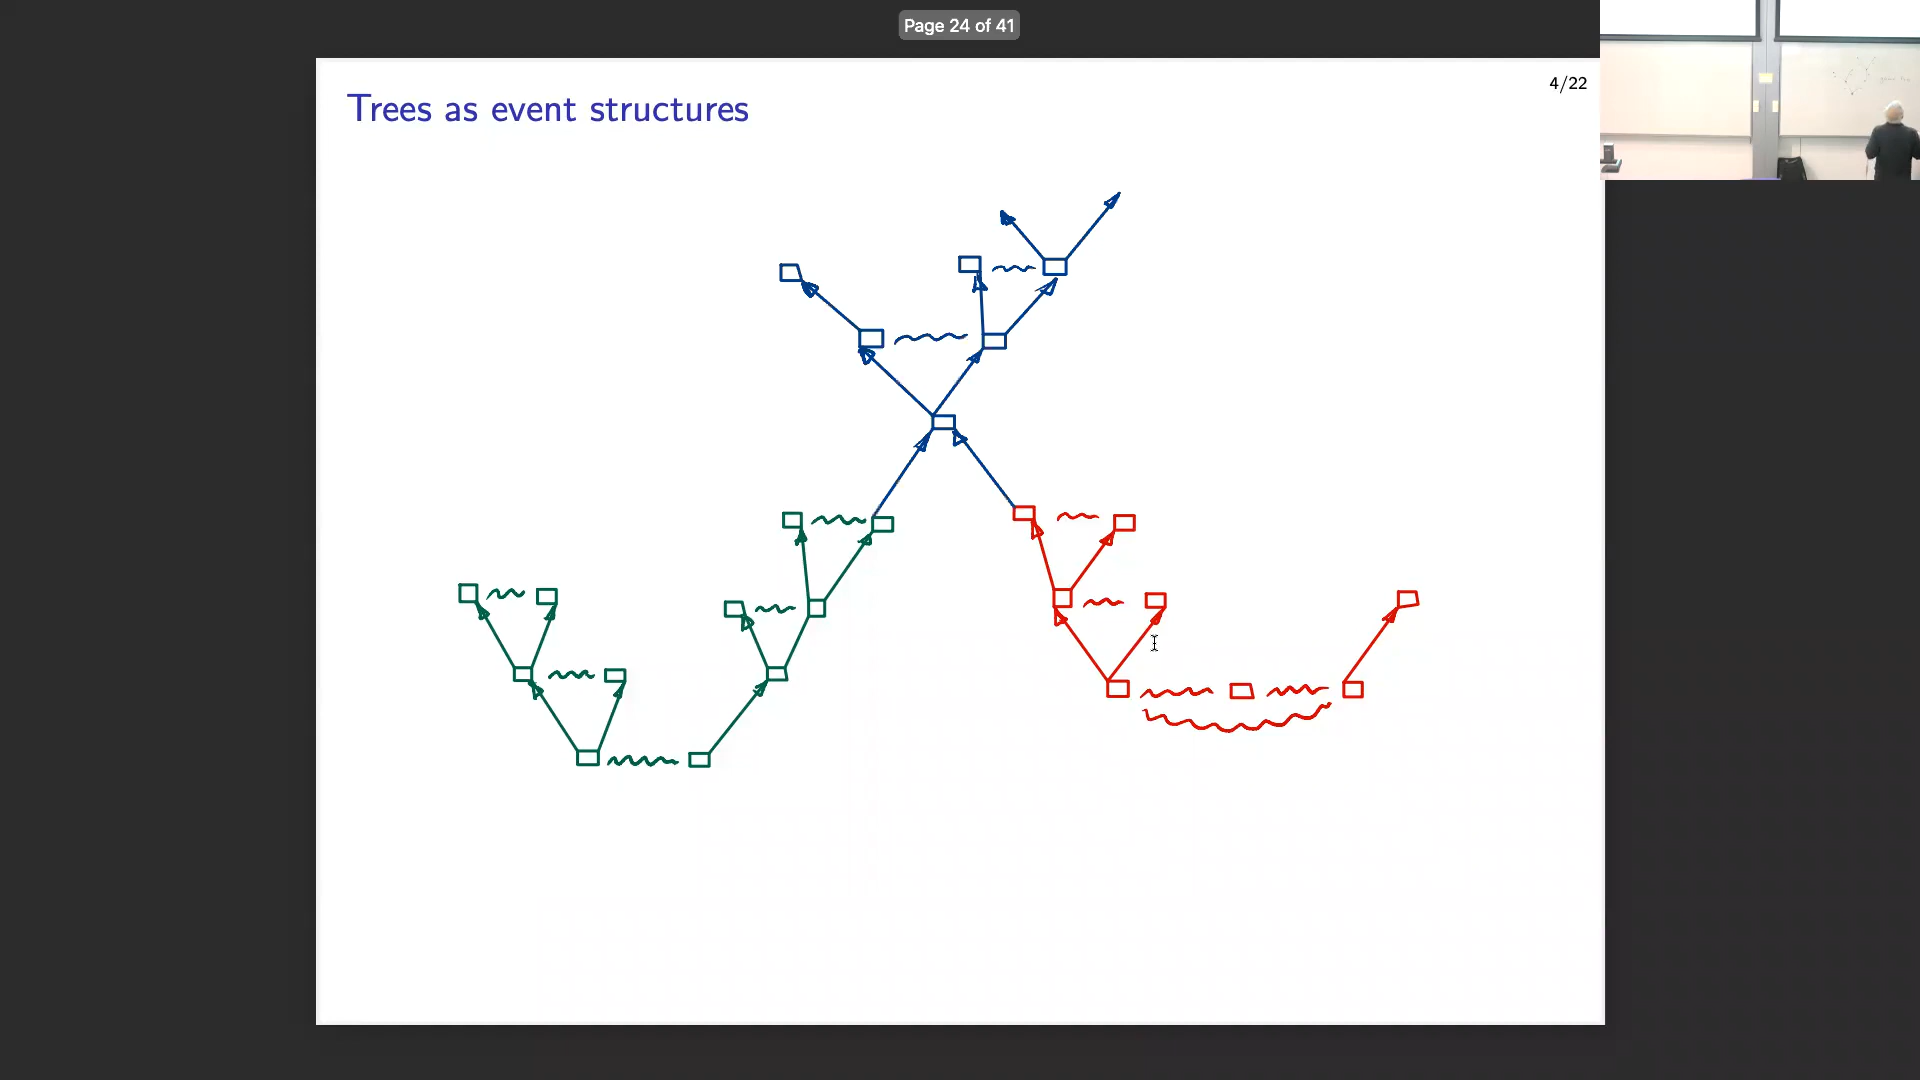 Page 24 of 41
4/22
Trees as event structures